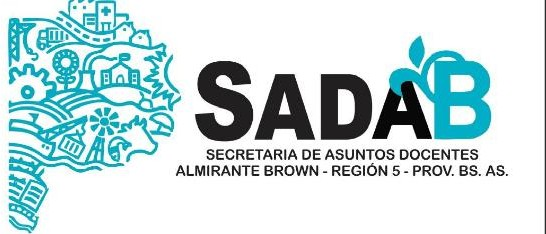 SADAB
SECRETARIA DE ASUNTOS DOCENTES
ALMIRANTE BROWN - REGIÓN 5 - PROV. BS. AS.